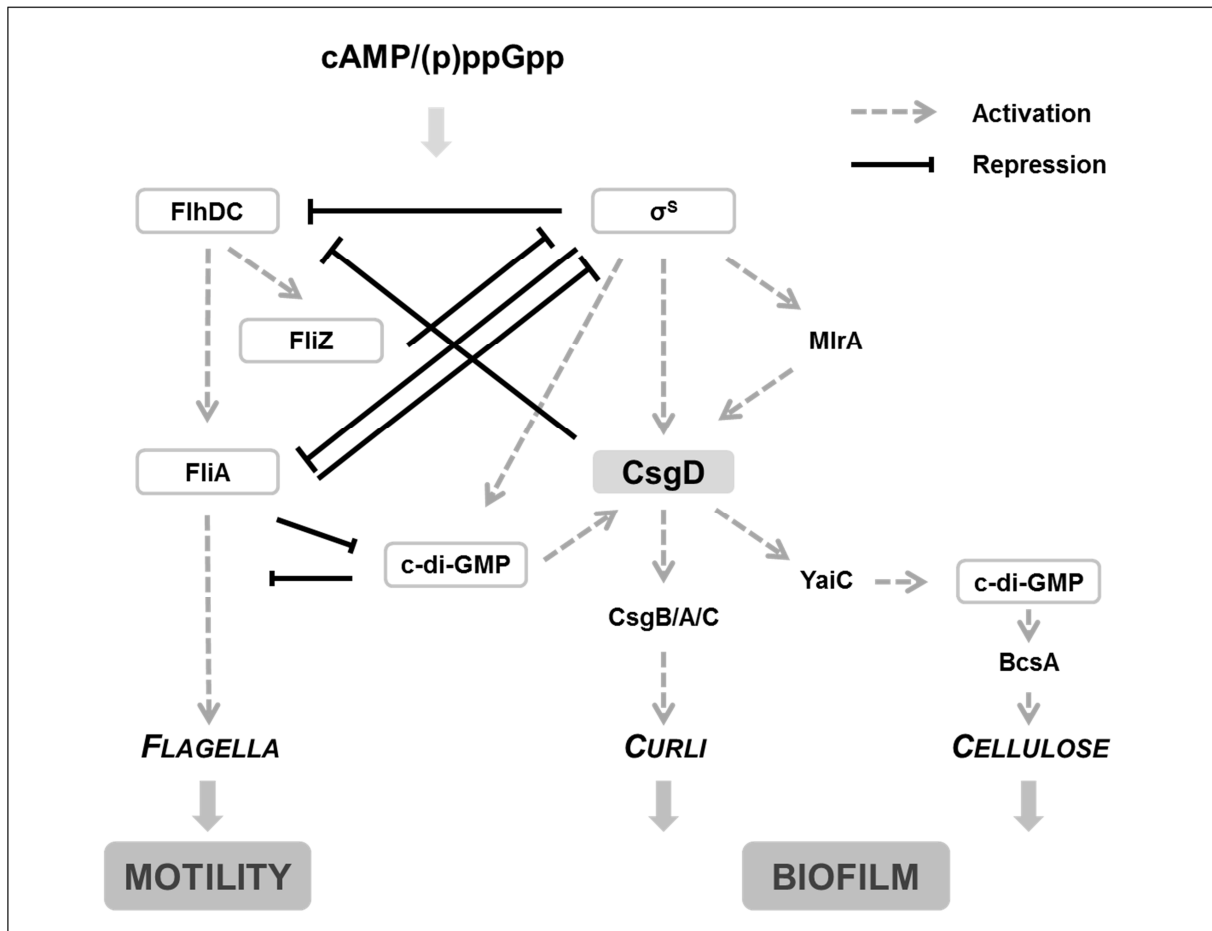 cAMP/(p)ppGpp
Activation
Repression
FlhDC
σS
FliZ
MlrA
FliA
CsgD
c-di-GMP
YaiC
c-di-GMP
CsgB/A/C
BcsA
FLAGELLA
CURLI
CELLULOSE
MOTILITY
BIOFILM